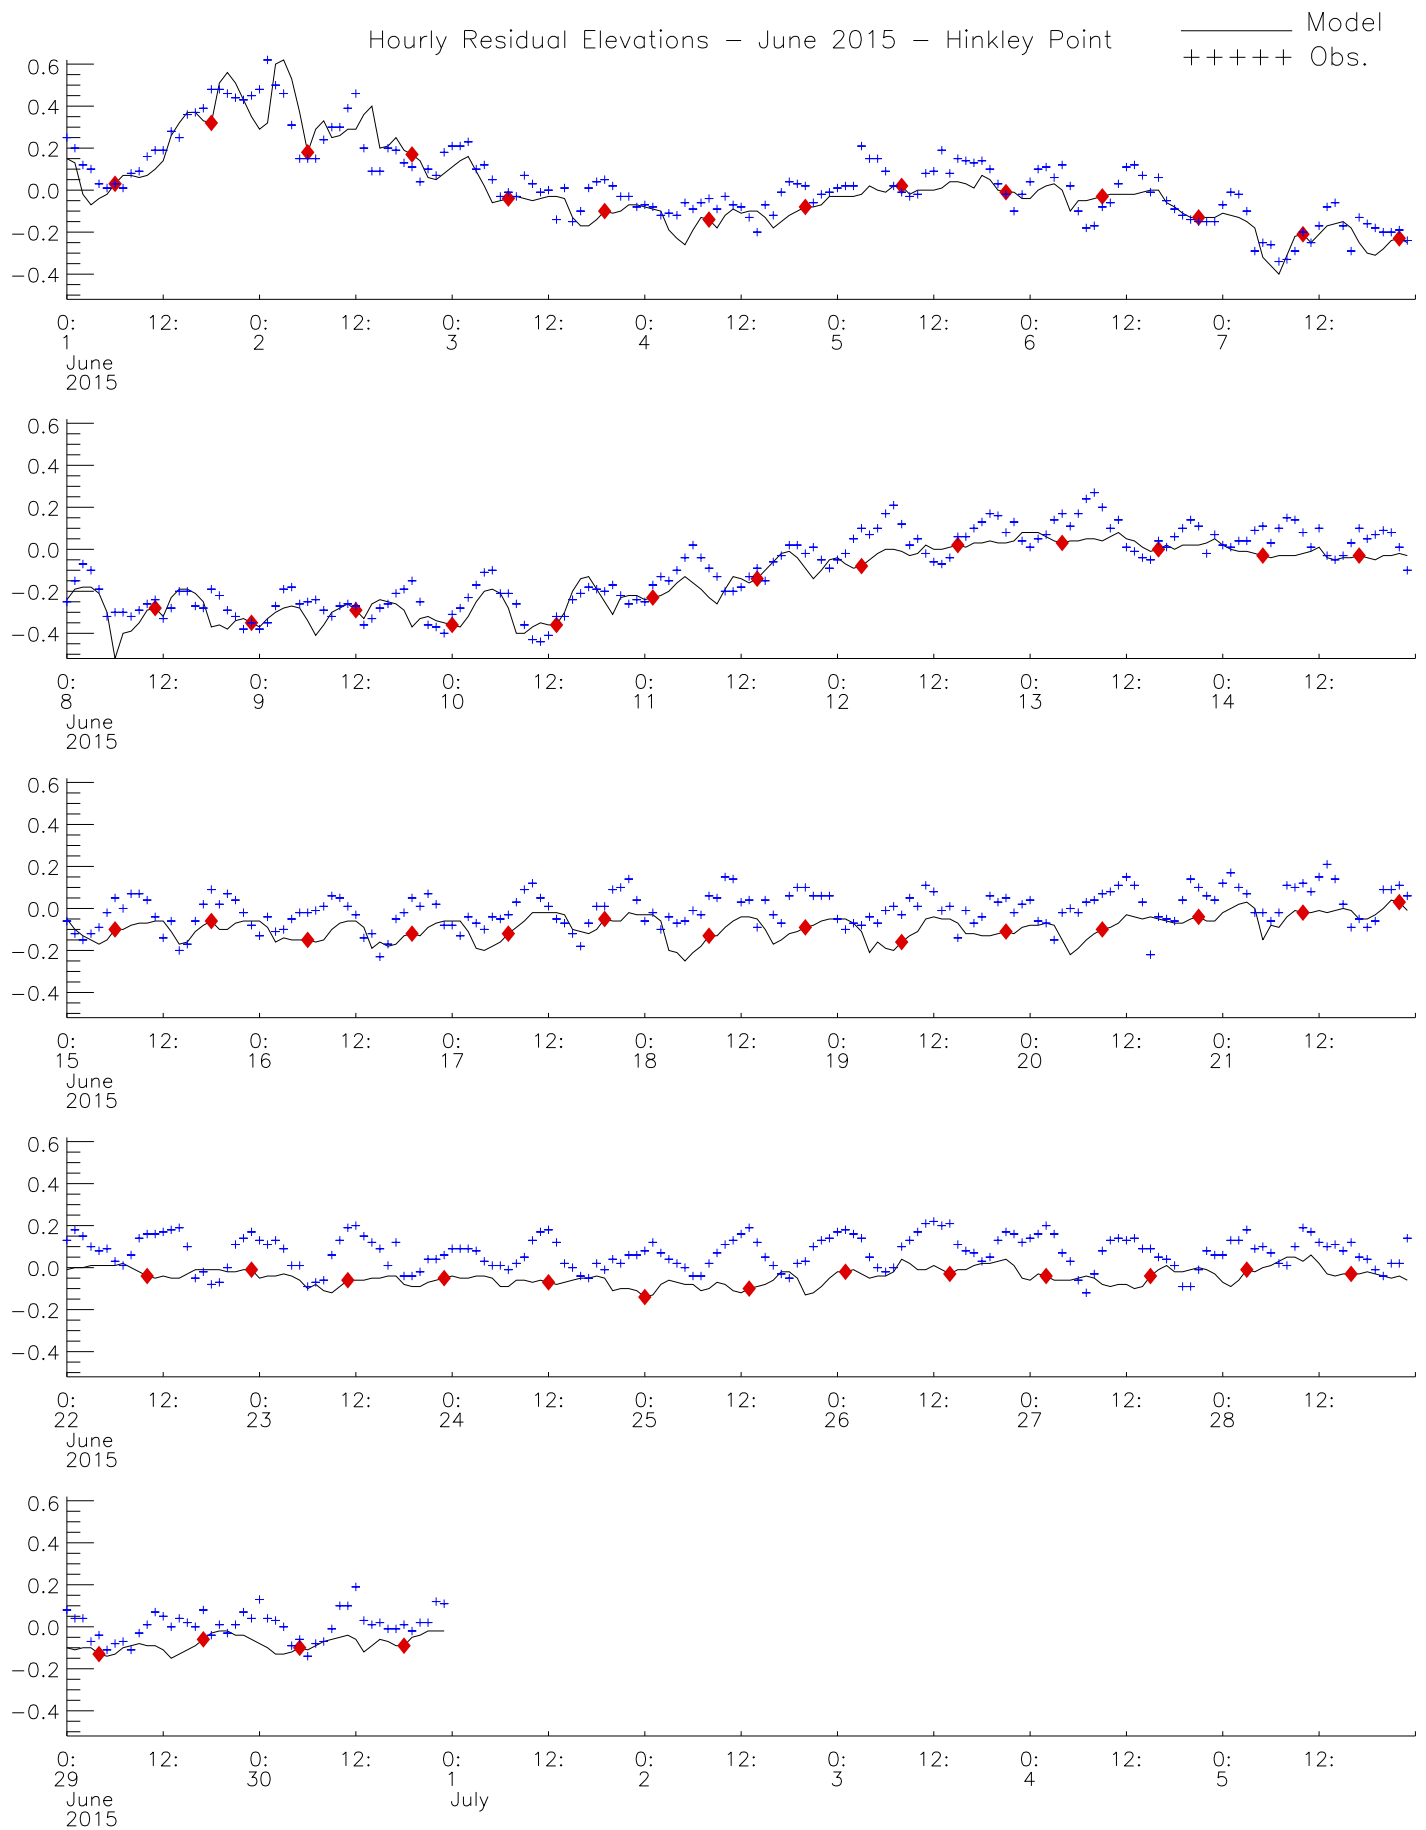 Hourly Residual Elevations – June 2015 – Hinkley Point
Model
+++++ Obs.
0.6
0.4
0.2
0.0
−0.2
−0.4
0: 12: 0: 12: 0: 12: 0: 12: 0: 12: 0: 12: 0: 12:
1 2 3 4 5 6 7
June
2015
0.6
0.4
0.2
0.0
−0.2
−0.4
0: 12: 0: 12: 0: 12: 0: 12: 0: 12: 0: 12: 0: 12:
8 9 10 11 12 13 14
June
2015
0.6
0.4
0.2
0.0
−0.2
−0.4
0: 12: 0: 12: 0: 12: 0: 12: 0: 12: 0: 12: 0: 12:
15 16 17 18 19 20 21
June
2015
0.6
0.4
0.2
0.0
−0.2
−0.4
0: 12: 0: 12: 0: 12: 0: 12: 0: 12: 0: 12: 0: 12:
22 23 24 25 26 27 28
June
2015
0.6
0.4
0.2
0.0
−0.2
−0.4
0: 12: 0: 12: 0: 12: 0: 12: 0: 12: 0: 12: 0: 12:
29 30 1 2 3 4 5
June July
2015